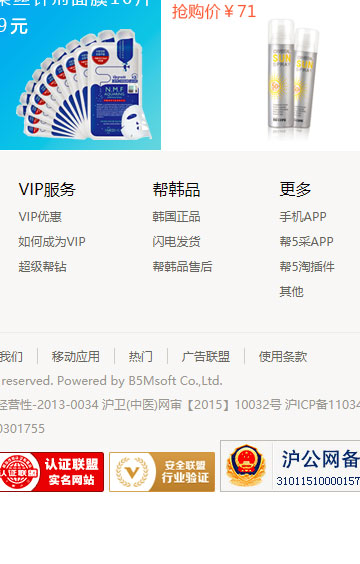 抢购价￥71
9元
N.M.F
AQUARING
SUN
SPRAY
VIP服务
帮韩品
更多
VIP优惠
韩国正品
手机APP
如何成为VIP
闪电发货
帮5采APP
超级帮钻
帮韩品售后
帮5淘插件
其他
我们
移动应用
热门
广告联盟
使用条款
reserved. Powered by B5Msoft Co.,Ltd.
经营性-2013-0034 沪卫(中医)网审【2015】10032号 沪ICP备11034
0301755
认证联盟
实名网站
安全联盟
行业验证
沪公网备
31011510000157